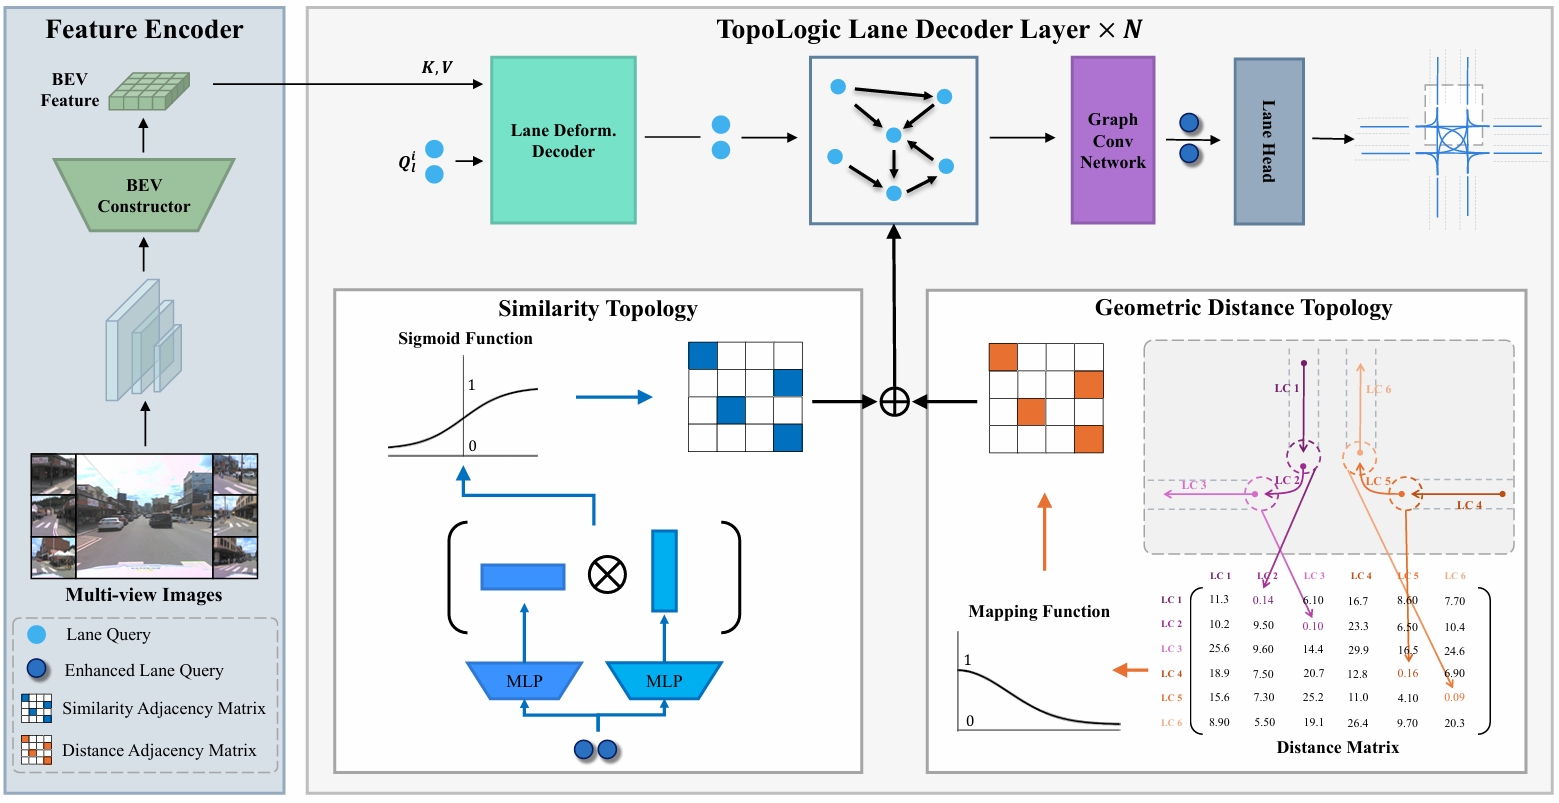 Feature Encoder
BEV
Feature
BEV
Constructor
Multi-view Images
Lane Query
Enhanced Lane Query
Similarity Adjacency Matrix
Distance Adjacency Matrix
TopoLogic Lane Decoder Layer × N
K, V
Q_l^i
Lane Deform.
Decoder
Graph
Conv
Network
Lane Head
Similarity Topology
Sigmoid Function
1
0
MLP
MLP
Geometric Distance Topology
LC 1
LC 6
LC 2
LC 5
LC 3
LC 4
Mapping Function
1
0
LC 1 LC 2 LC 3 LC 4 LC 5 LC 6
LC 1 11.3 0.14 6.10 16.7 8.60 7.70
LC 2 10.2 9.50 0.10 23.3 6.50 10.4
LC 3 25.6 9.60 14.4 29.9 16.5 24.6
LC 4 18.9 7.50 20.7 12.8 0.16 6.90
LC 5 15.6 7.30 25.2 11.0 4.10 0.09
LC 6 8.90 5.50 19.1 26.4 9.70 20.3
Distance Matrix